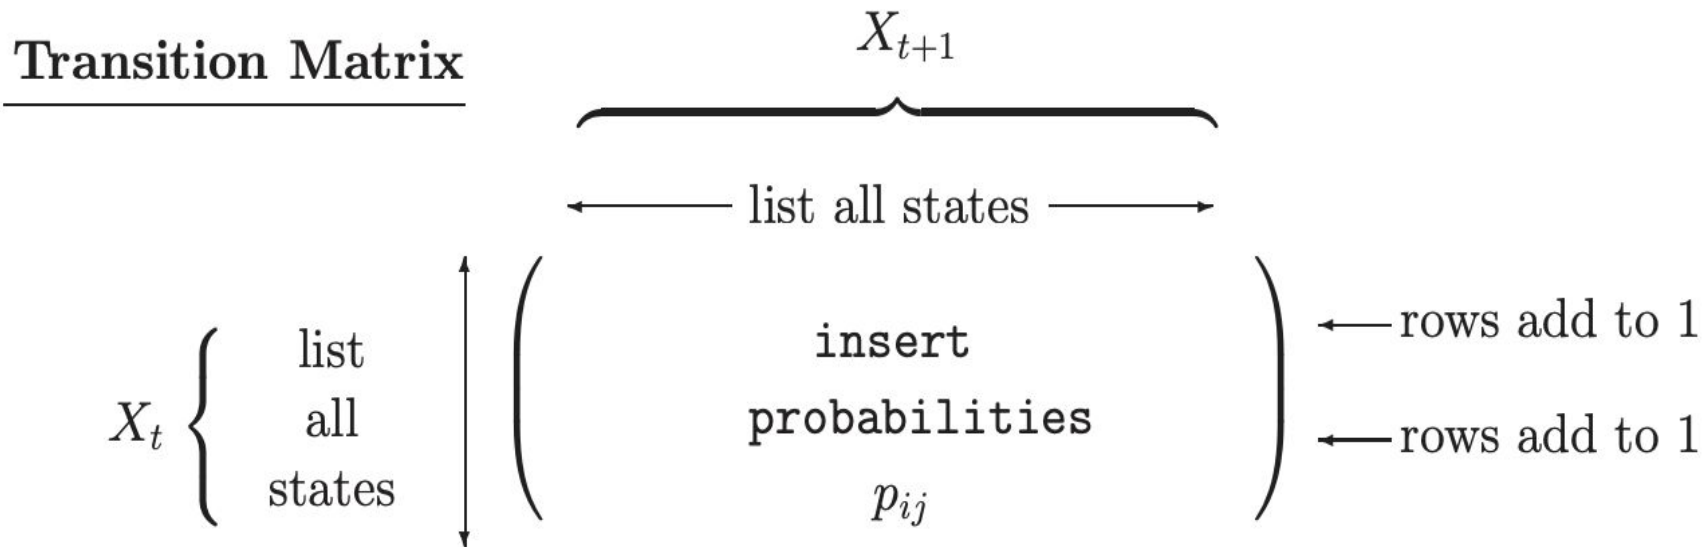 Transition Matrix
X_{t+1}
list all states
X_t
list
all
states
insert
probabilities
p_{ij}
rows add to 1
rows add to 1